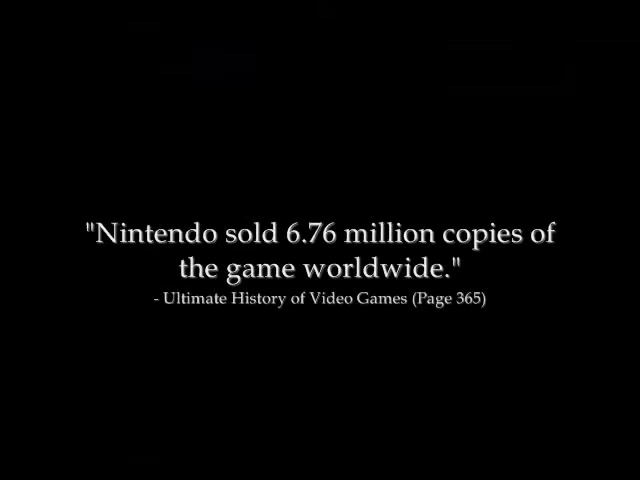 "Nintendo sold 6.76 million copies of
the game worldwide."
- Ultimate History of Video Games (Page 365)